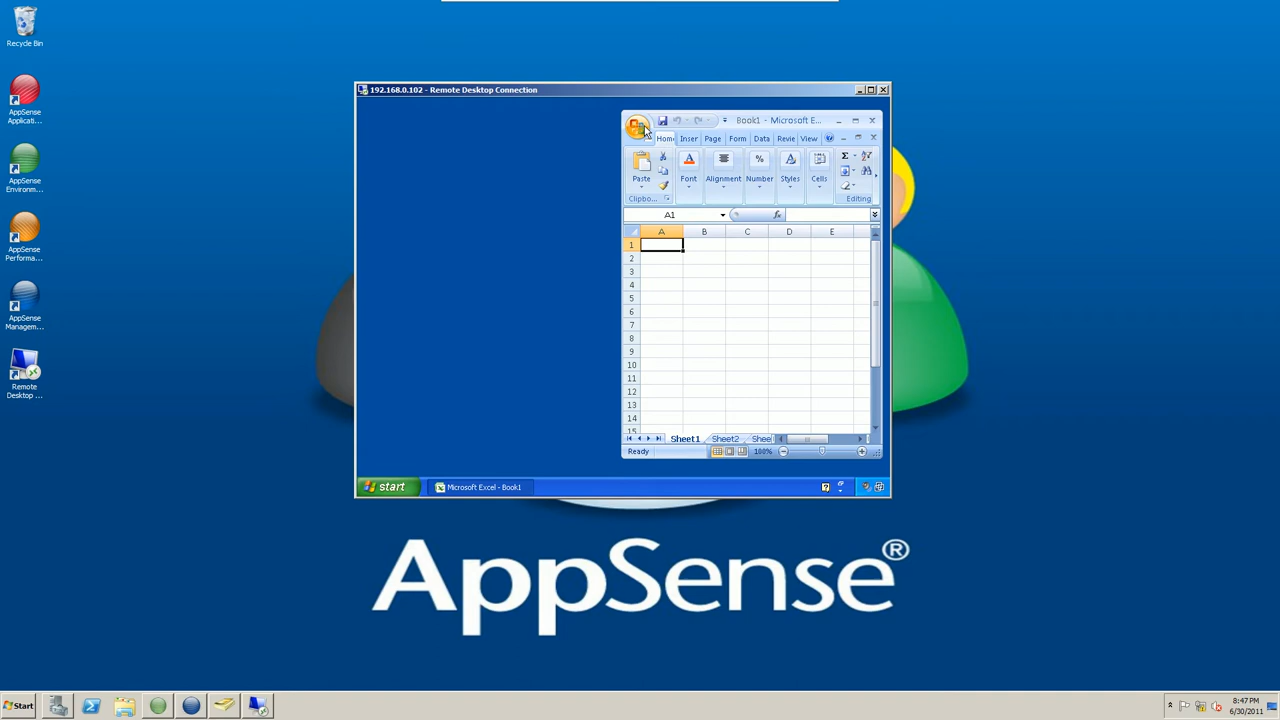 Recycle Bin
AppSense
Applicati...
AppSense
Environm...
AppSense
Performa...
AppSense
Managem...
Remote
Desktop ...
192.168.0.102 - Remote Desktop Connection
Book1 - Microsoft E...
Home Inser Page Form Data Revie View
Paste Font Alignment Number Styles Cells
Clipbo... Editing
A1 fx
A B C D E
1
2
3
4
5
6
7
8
9
10
11
12
13
14
15
Sheet1 Sheet2 Shee
Ready 100%
start Microsoft Excel - Book1
AppSense®
Start 8:47 PM
6/30/2011